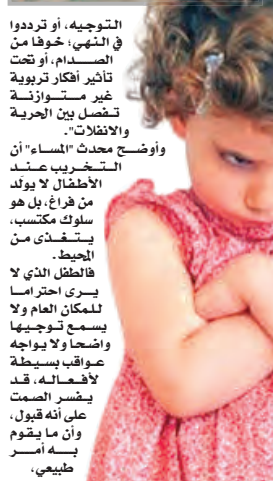 التوجيه، أو ترددوا
في النهي؛ خوفا من
الصدام، أو تحت
تأثير أفكار تربوية
غير متوازنة
تفصل بين الحرية
والانفلات".
وأوضح محدث "المساء" أن
التخريب عند
الأطفال لا يولد
من فراغ، بل هو
سلوك مكتسب،
يتغذى من
المحيط.
فالطفل الذي لا
يرى احتراما
للمكان العام ولا
يسمع توجيها
واضحا ولا يواجه
عواقب بسيطة
لأفعاله، قد
يفسر الصمت
على أنه قبول،
وأن ما يقوم
به أمر
طبيعي،